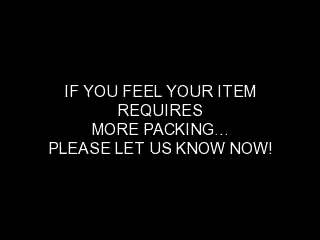 IF YOU FEEL YOUR ITEM
REQUIRES
MORE PACKING…
PLEASE LET US KNOW NOW!